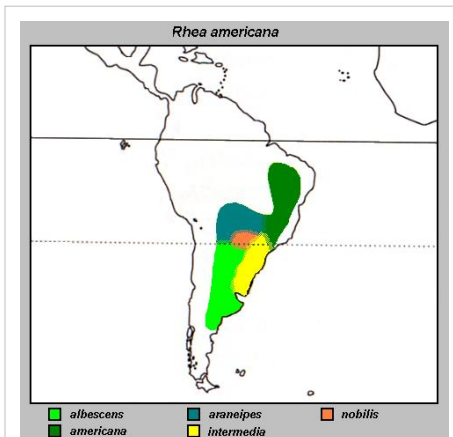 Rhea americana
albescens araneipes nobilis
americana intermedia